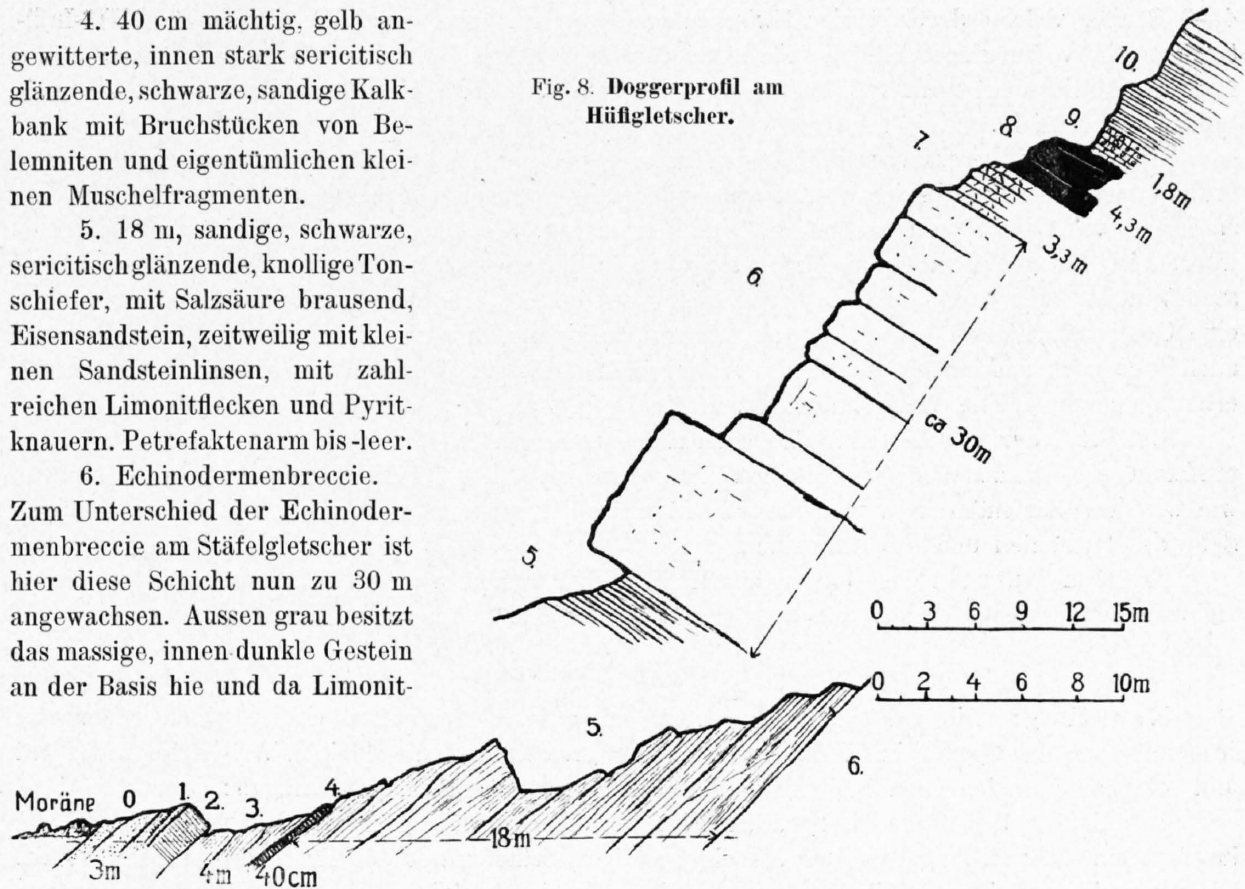 4. 40 cm mächtig, gelb an-
gewitterte, innen stark sericitisch
glänzende, schwarze, sandige Kalk-
bank mit Bruchstücken von Be-
lemniten und eigentümlichen klei-
nen Muschelfragmenten.
5. 18 m, sandige, schwarze,
sericitischglänzende, knollige Ton-
schiefer, mit Salzsäure brausend,
Eisensandstein, zeitweilig mit klei-
nen Sandsteinlinsen, mit zahl-
reichen Limonitflecken und Pyrit-
knauern. Petrefaktenarm bis -leer.
6. Echinodermenbreccie.
Zum Unterschied der Echinoder-
menbreccie am Stäfelgletscher ist
hier diese Schicht nun zu 30 m
angewachsen. Aussen grau besitzt
das massige, innen dunkle Gestein
an der Basis hie und da Limonit-
Fig. 8. Doggerprofil am
Hüfigletscher.
10.
9.
8.
7.
1,8m
4,3m
3,3m
6.
ca 30m
5.
0 3 6 9 12 15m
0 2 4 6 8 10m
5.
6.
Moräne 0 1. 2. 3. 4.
18m
3m 4m 40cm